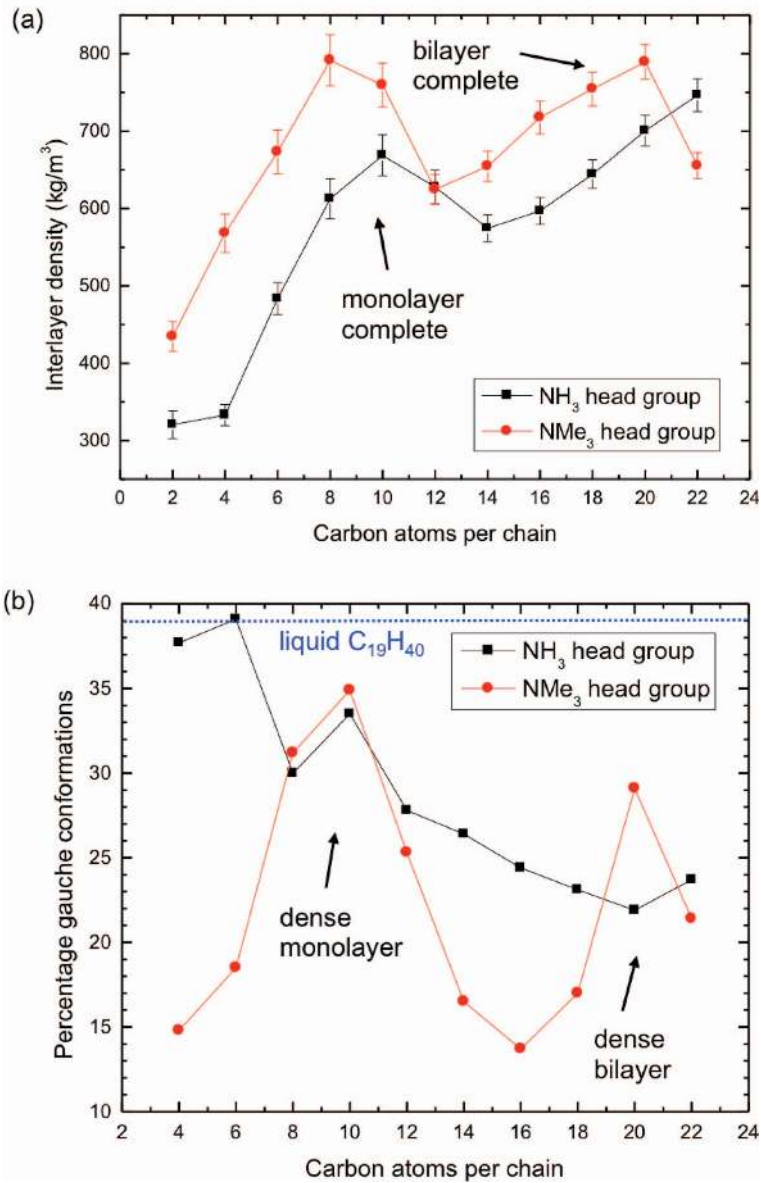 (a)
800
700
600
500
400
300
0
2
4
6
8
10
12
14
16
18
20
22
24
Interlayer density (kg/m³)
Carbon atoms per chain
bilayer
complete
monolayer
complete
NH₃ head group
NMe₃ head group
(b)
40
35
30
25
20
15
10
2
4
6
8
10
12
14
16
18
20
22
24
Percentage gauche conformations
Carbon atoms per chain
liquid C₁₉H₄₀
NH₃ head group
NMe₃ head group
dense
monolayer
dense
bilayer